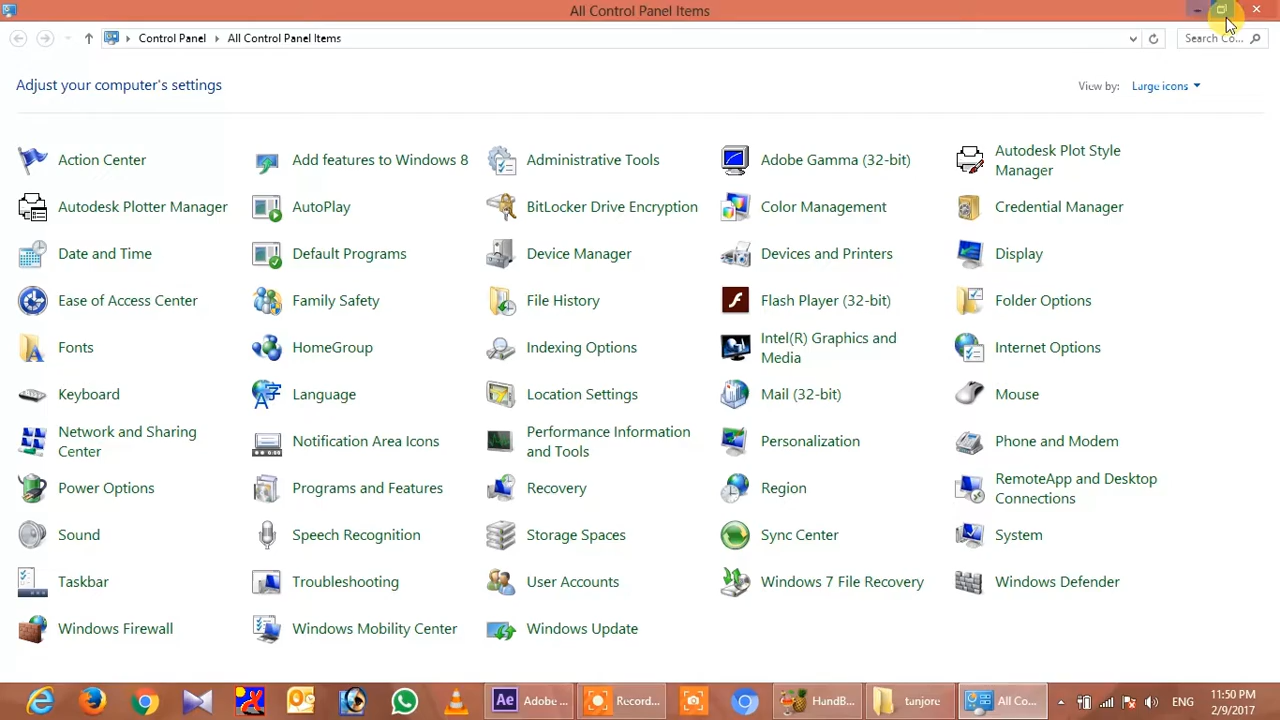 All Control Panel Items
Control Panel
All Control Panel Items
Search Co...
Adjust your computer's settings
View by:
Large icons
Action Center
Add features to Windows 8
Administrative Tools
Adobe Gamma (32-bit)
Autodesk Plot Style
Manager
Autodesk Plotter Manager
AutoPlay
BitLocker Drive Encryption
Color Management
Credential Manager
Date and Time
Default Programs
Device Manager
Devices and Printers
Display
Ease of Access Center
Family Safety
File History
Flash Player (32-bit)
Folder Options
Fonts
HomeGroup
Indexing Options
Intel(R) Graphics and
Media
Internet Options
Keyboard
Language
Location Settings
Mail (32-bit)
Mouse
Network and Sharing
Center
Notification Area Icons
Performance Information
and Tools
Personalization
Phone and Modem
Power Options
Programs and Features
Recovery
Region
RemoteApp and Desktop
Connections
Sound
Speech Recognition
Storage Spaces
Sync Center
System
Taskbar
Troubleshooting
User Accounts
Windows 7 File Recovery
Windows Defender
Windows Firewall
Windows Mobility Center
Windows Update
Ae
Adobe ...
Record...
HandB...
tanjore
All Co...
ENG
11:50 PM
2/9/2017